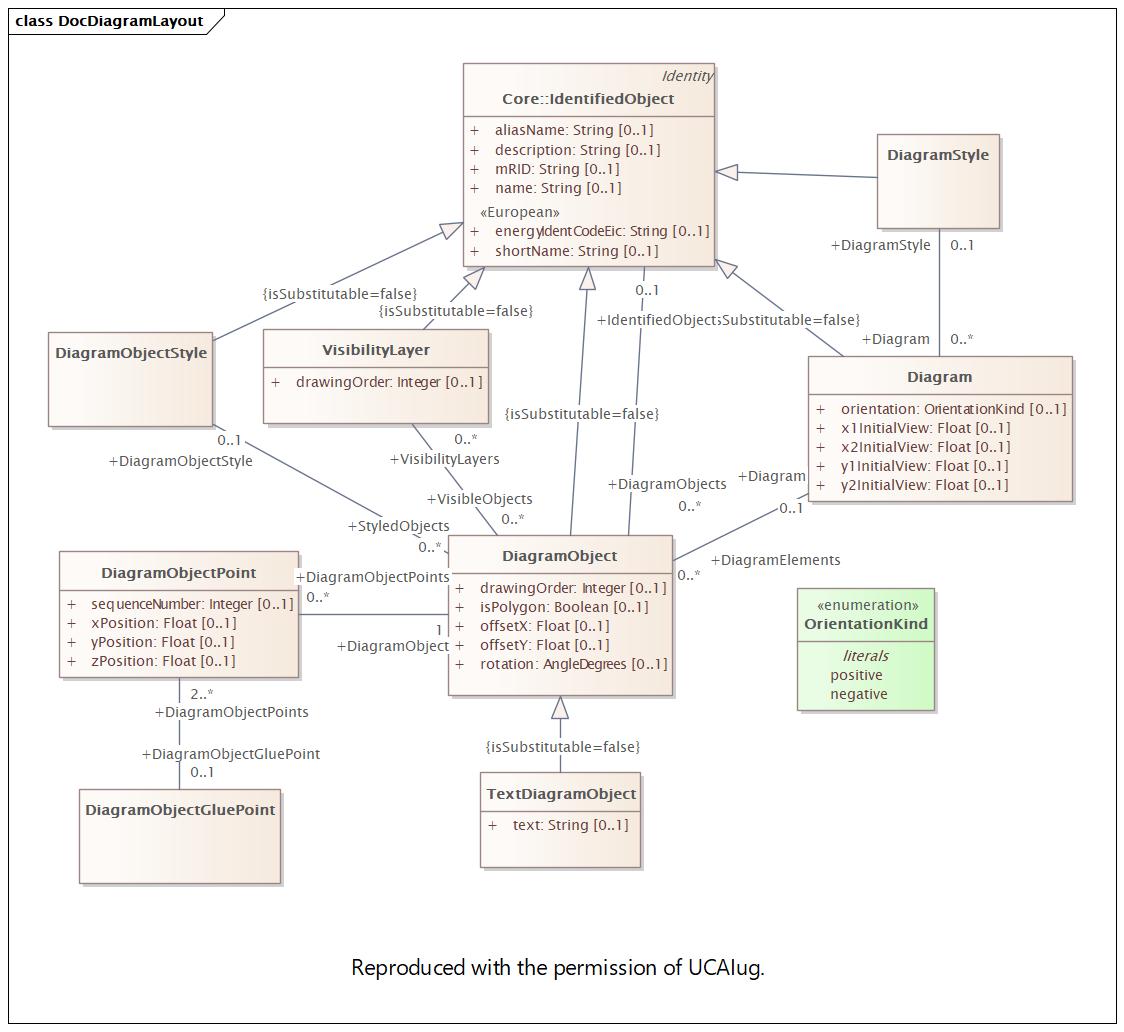 class DocDiagramLayout
Identity
Core::IdentifiedObject
+ aliasName: String [0..1]
+ description: String [0..1]
+ mRID: String [0..1]
+ name: String [0..1]
«European»
+ energyIdentCodeEic: String [0..1]
+ shortName: String [0..1]
DiagramStyle
+DiagramStyle 0..1
{isSubstitutable=false}
{isSubstitutable=false}
0..1
+IdentifiedObject
Substitutable=false}
+Diagram 0..*
DiagramObjectStyle
VisibilityLayer
+ drawingOrder: Integer [0..1]
Diagram
+ orientation: OrientationKind [0..1]
+ x1InitialView: Float [0..1]
+ x2InitialView: Float [0..1]
+ y1InitialView: Float [0..1]
+ y2InitialView: Float [0..1]
{isSubstitutable=false}
0..1
+DiagramObjectStyle
0..*
+VisibilityLayers
+DiagramObjects
0..*
+Diagram
0..1
+VisibleObjects
0..*
+StyledObjects
0..*
DiagramObject
+ drawingOrder: Integer [0..1]
+ isPolygon: Boolean [0..1]
+ offsetX: Float [0..1]
+ offsetY: Float [0..1]
+ rotation: AngleDegrees [0..1]
+DiagramElements
0..*
DiagramObjectPoint
+ sequenceNumber: Integer [0..1]
+ xPosition: Float [0..1]
+ yPosition: Float [0..1]
+ zPosition: Float [0..1]
+DiagramObjectPoints
0..*
1
+DiagramObject
«enumeration»
OrientationKind
literals
positive
negative
2..*
+DiagramObjectPoints
+DiagramObjectGluePoint
0..1
{isSubstitutable=false}
DiagramObjectGluePoint
TextDiagramObject
+ text: String [0..1]
Reproduced with the permission of UCAIug.